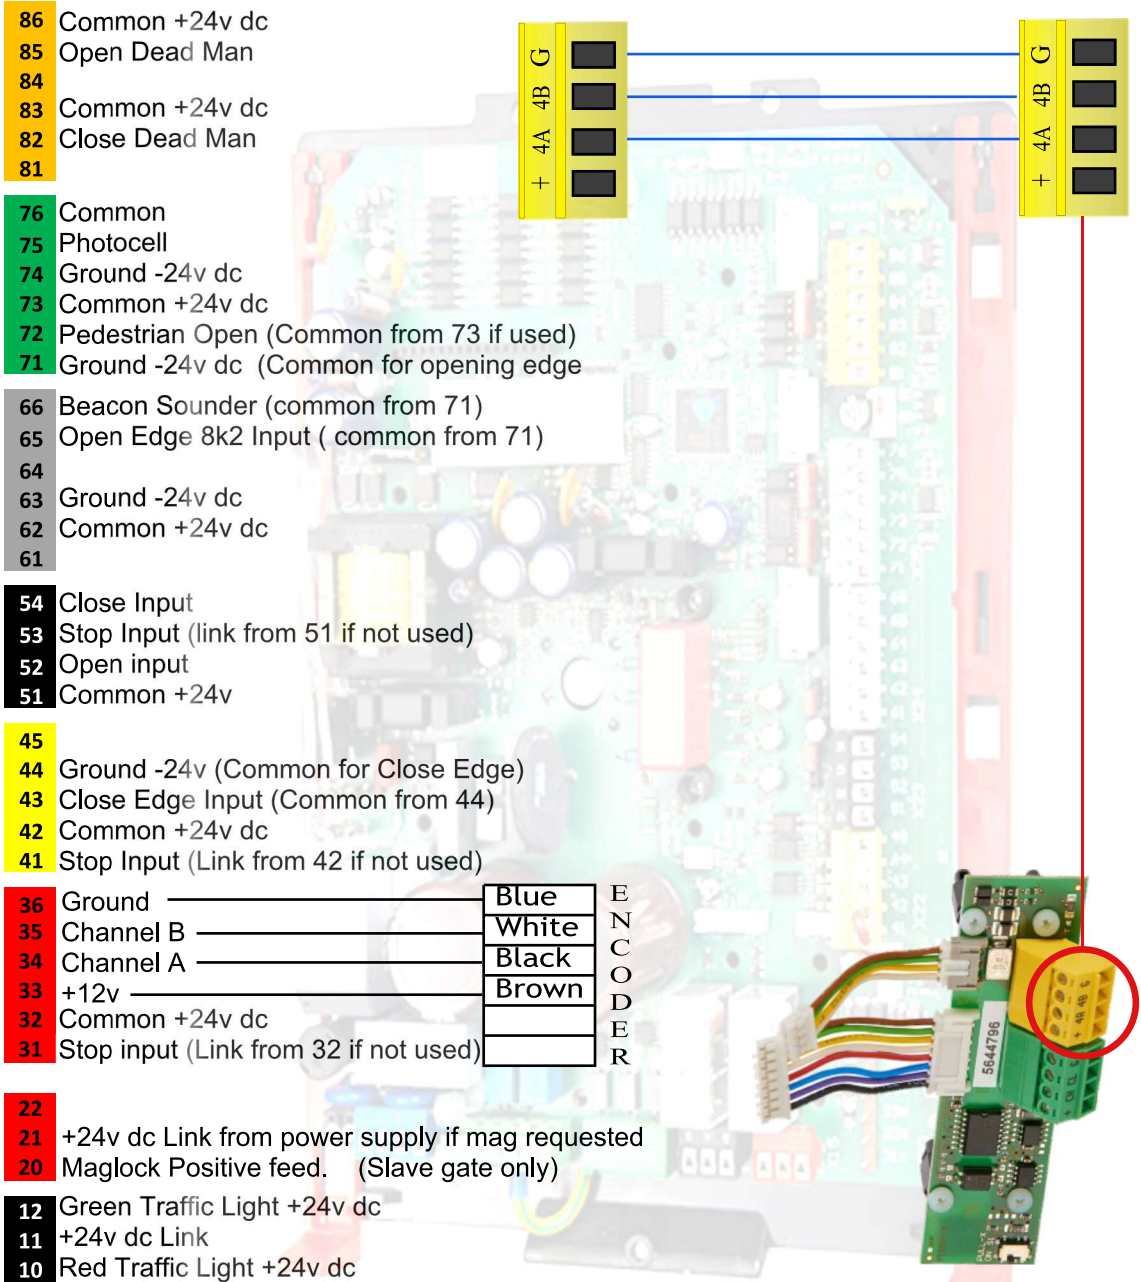 86 Common +24v dc
85 Open Dead Man
84
83 Common +24v dc
82 Close Dead Man
81
G
4B
4A
+
G
4B
4A
+
76 Common
75 Photocell
74 Ground -24v dc
73 Common +24v dc
72 Pedestrian Open (Common from 73 if used)
71 Ground -24v dc (Common for opening edge
66 Beacon Sounder (common from 71)
65 Open Edge 8k2 Input ( common from 71)
64
63 Ground -24v dc
62 Common +24v dc
61
54 Close Input
53 Stop Input (link from 51 if not used)
52 Open input
51 Common +24v
45
44 Ground -24v (Common for Close Edge)
43 Close Edge Input (Common from 44)
42 Common +24v dc
41 Stop Input (Link from 42 if not used)
36 Ground Blue
35 Channel B White
34 Channel A Black
33 +12v Brown
32 Common +24v dc
31 Stop input (Link from 32 if not used)
ENCODER
22
21 +24v dc Link from power supply if mag requested
20 Maglock Positive feed. (Slave gate only)
12 Green Traffic Light +24v dc
11 +24v dc Link
10 Red Traffic Light +24v dc
+ 4A 4B G
5644796
+ CH CL
PULL-X
ON S1